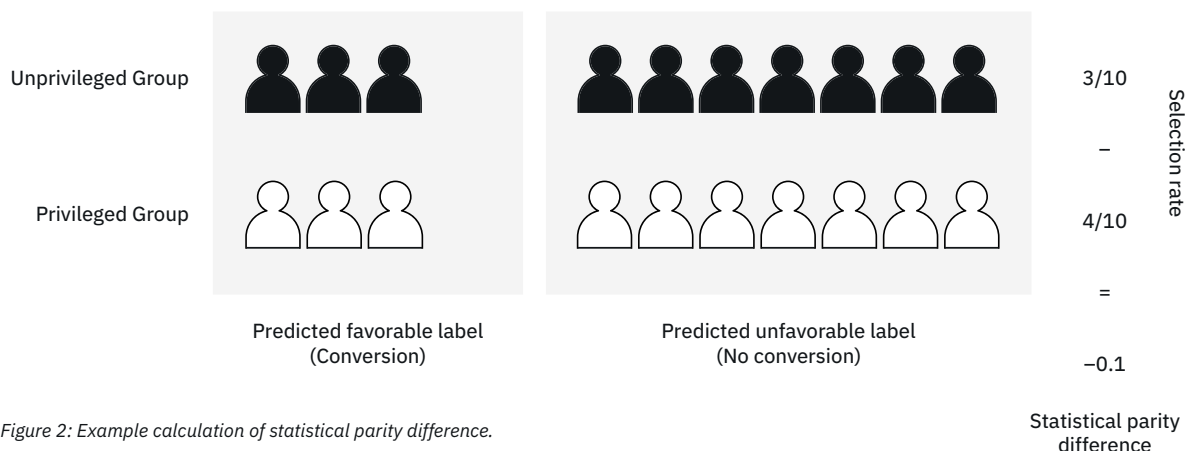 Unprivileged Group
3/10
–
Selection rate
Privileged Group
4/10
=
Predicted favorable label
(Conversion)
Predicted unfavorable label
(No conversion)
–0.1
Statistical parity
difference
Figure 2: Example calculation of statistical parity difference.